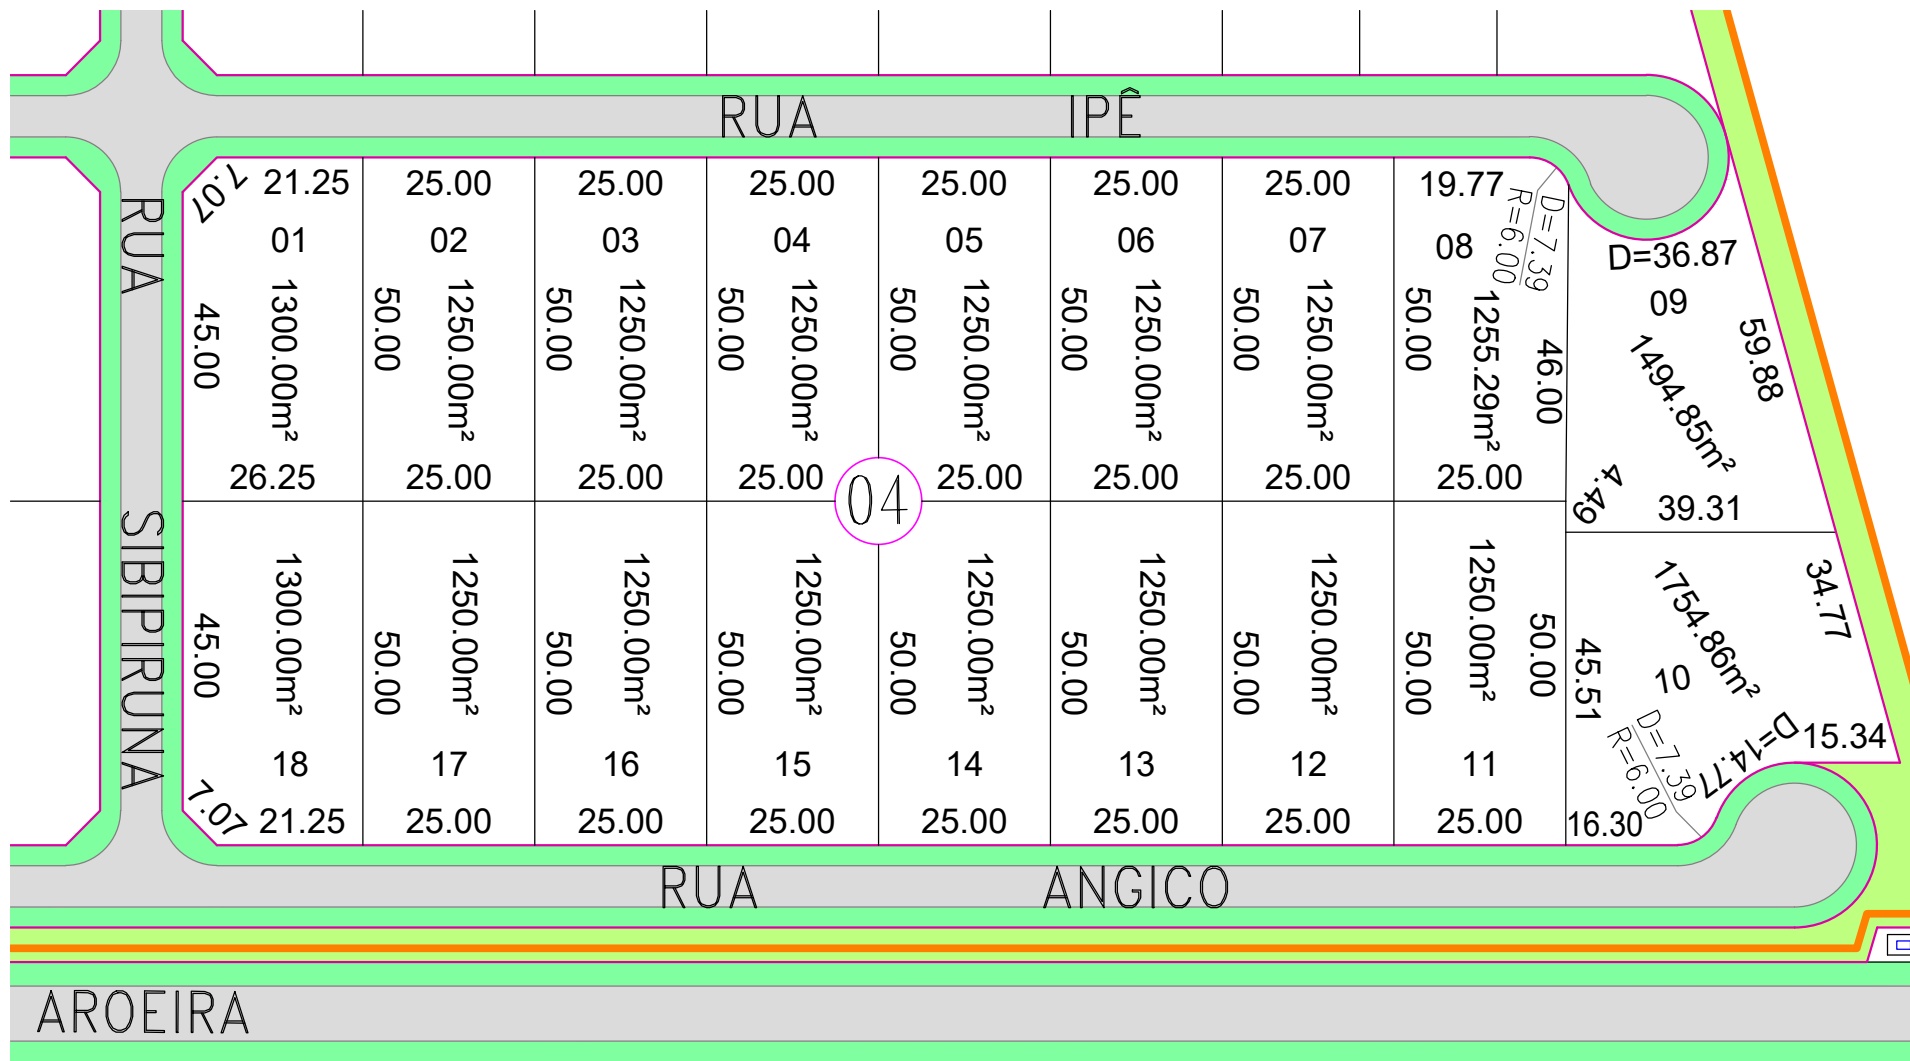 RUA IPÊ
7.07 21.25 25.00 25.00 25.00 25.00 25.00 25.00 19.77
D=7.39
R=6.00
D=36.87
01 02 03 04 05 06 07 08 09
RUA SIBIPIRUNA
45.00 1300.00m² 50.00 1250.00m² 50.00 1250.00m² 50.00 1250.00m² 50.00 1250.00m² 50.00 1250.00m² 50.00 1250.00m² 50.00 1255.29m² 46.00 1494.85m² 59.88
26.25 25.00 25.00 25.00 25.00 25.00 25.00 25.00 4.49 39.31
04
45.00 1300.00m² 50.00 1250.00m² 50.00 1250.00m² 50.00 1250.00m² 50.00 1250.00m² 50.00 1250.00m² 50.00 1250.00m² 50.00 1250.00m² 50.00 45.51 1754.86m² 34.77
18 17 16 15 14 13 12 11 10
D=7.39
R=6.00
D=14.77 15.34
7.07 21.25 25.00 25.00 25.00 25.00 25.00 25.00 25.00 16.30
RUA ANGICO
AROEIRA